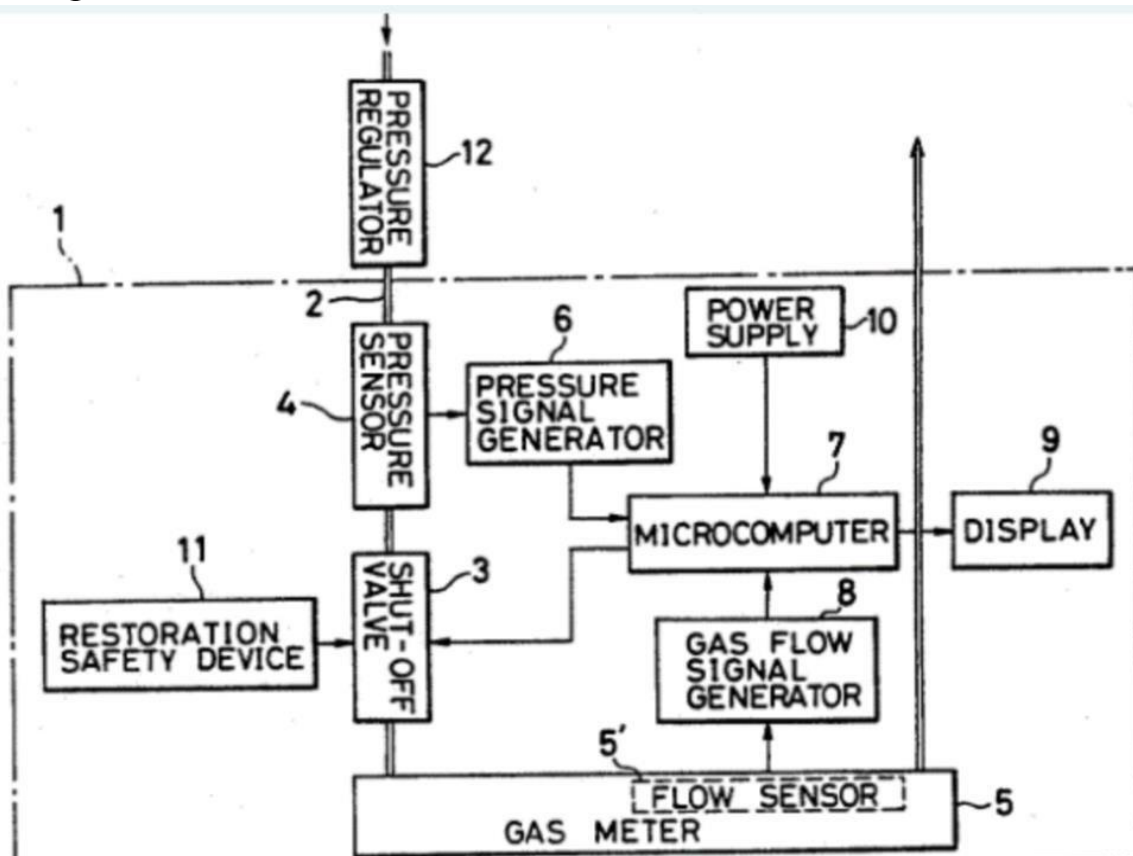 PRESSURE
REGULATOR
12
1
2
PRESSURE
SENSOR
4
6
PRESSURE
SIGNAL
GENERATOR
POWER
SUPPLY
10
7
MICROCOMPUTER
9
DISPLAY
11
RESTORATION
SAFETY DEVICE
3
SHUT-OFF
VALVE
8
GAS FLOW
SIGNAL
GENERATOR
5′
FLOW SENSOR
GAS METER
5